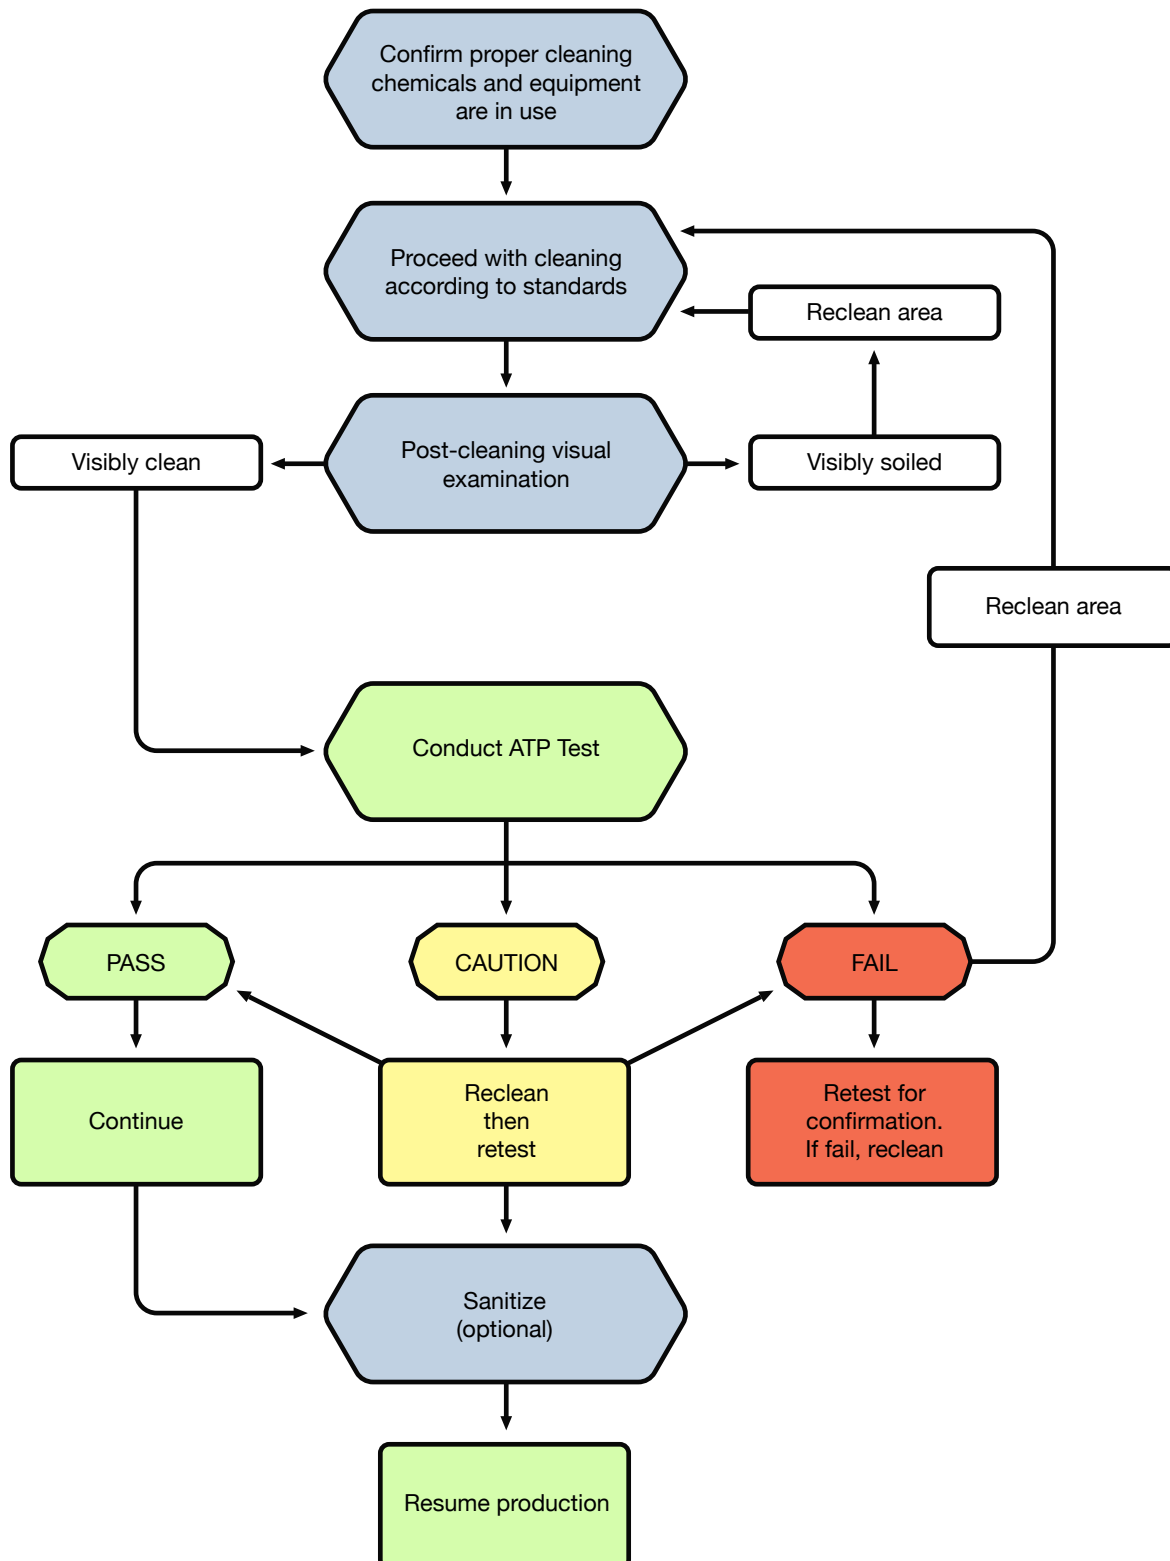 Confirm proper cleaning
chemicals and equipment
are in use
Proceed with cleaning
according to standards
Reclean area
Post-cleaning visual
examination
Visibly clean
Visibly soiled
Reclean area
Conduct ATP Test
PASS
CAUTION
FAIL
Continue
Reclean
then
retest
Retest for
confirmation.
If fail, reclean
Sanitize
(optional)
Resume production